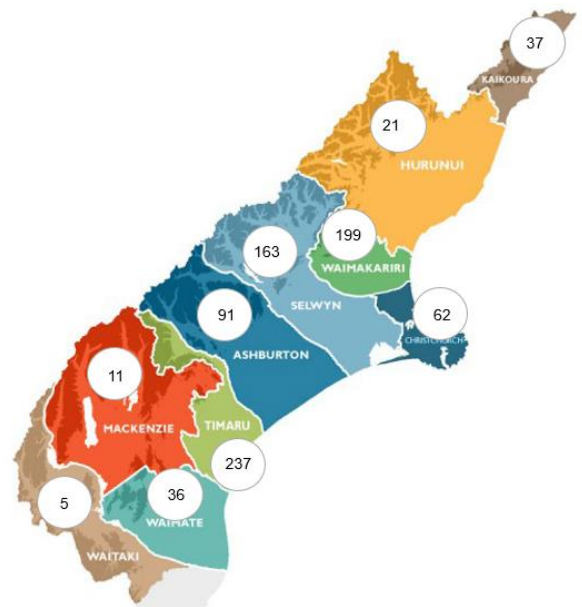 37
KAIKOURA
21
HURUNUI
199
WAIMAKARIRI
163
SELWYN
62
CHRISTCHURCH
91
ASHBURTON
11
MACKENZIE
TIMARU
237
36
WAIMATE
5
WAITAKI